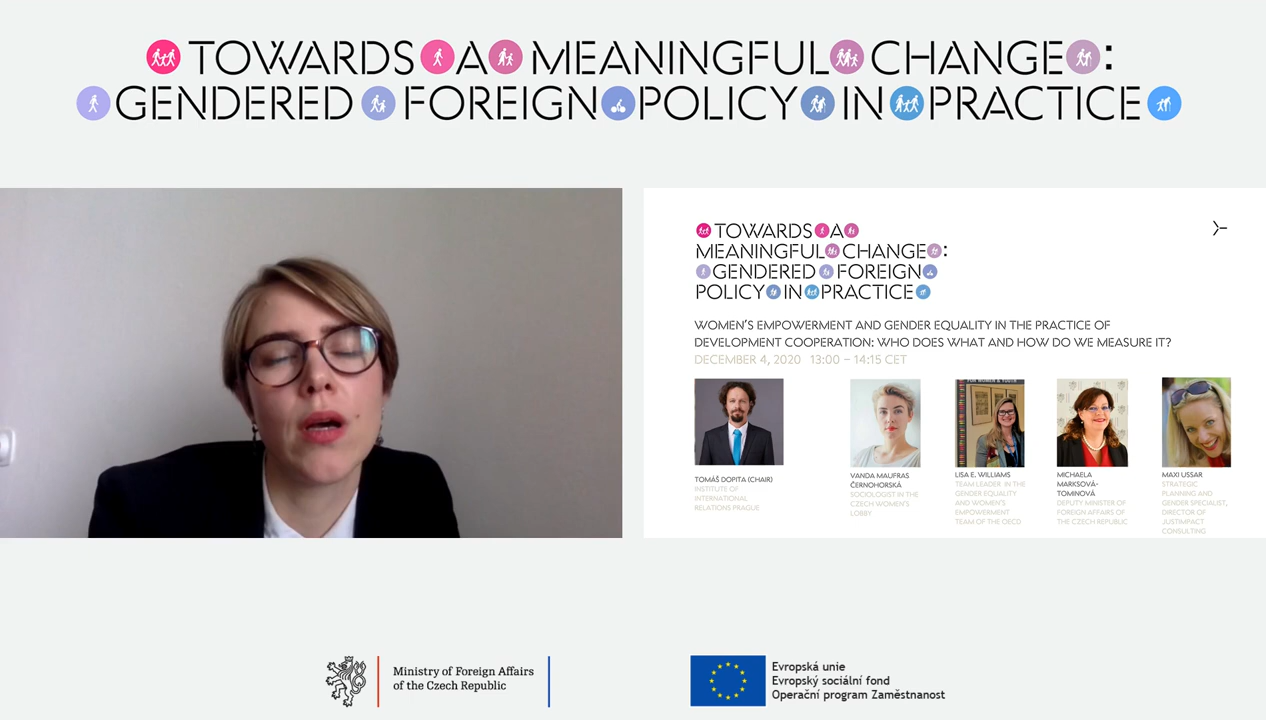 TOWARDS A MEANINGFUL CHANGE:
GENDERED FOREIGN POLICY IN PRACTICE
TOWARDS A
MEANINGFUL CHANGE:
GENDERED FOREIGN
POLICY IN PRACTICE
WOMEN'S EMPOWERMENT AND GENDER EQUALITY IN THE PRACTICE OF
DEVELOPMENT COOPERATION: WHO DOES WHAT AND HOW DO WE MEASURE IT?
DECEMBER 4, 2020 13:00 – 14:15 CET
FOR WOMEN & YOUTH
TOMÁŠ DOPITA (CHAIR)
INSTITUTE OF
INTERNATIONAL
RELATIONS PRAGUE
VANDA MAUFRAS
ČERNOHORSKÁ
SOCIOLOGIST IN THE
CZECH WOMEN'S
LOBBY
LISA E. WILLIAMS
TEAM LEADER IN THE
GENDER EQUALITY
AND WOMEN'S
EMPOWERMENT
TEAM OF THE OECD
MICHAELA
MARKSOVÁ-
TOMINOVÁ
DEPUTY MINISTER OF
FOREIGN AFFAIRS OF
THE CZECH REPUBLIC
MAXI USSAR
STRATEGIC
PLANNING AND
GENDER SPECIALIST,
DIRECTOR OF
JUSTIMPACT
CONSULTING
Ministry of Foreign Affairs
of the Czech Republic
Evropská unie
Evropský sociální fond
Operační program Zaměstnanost